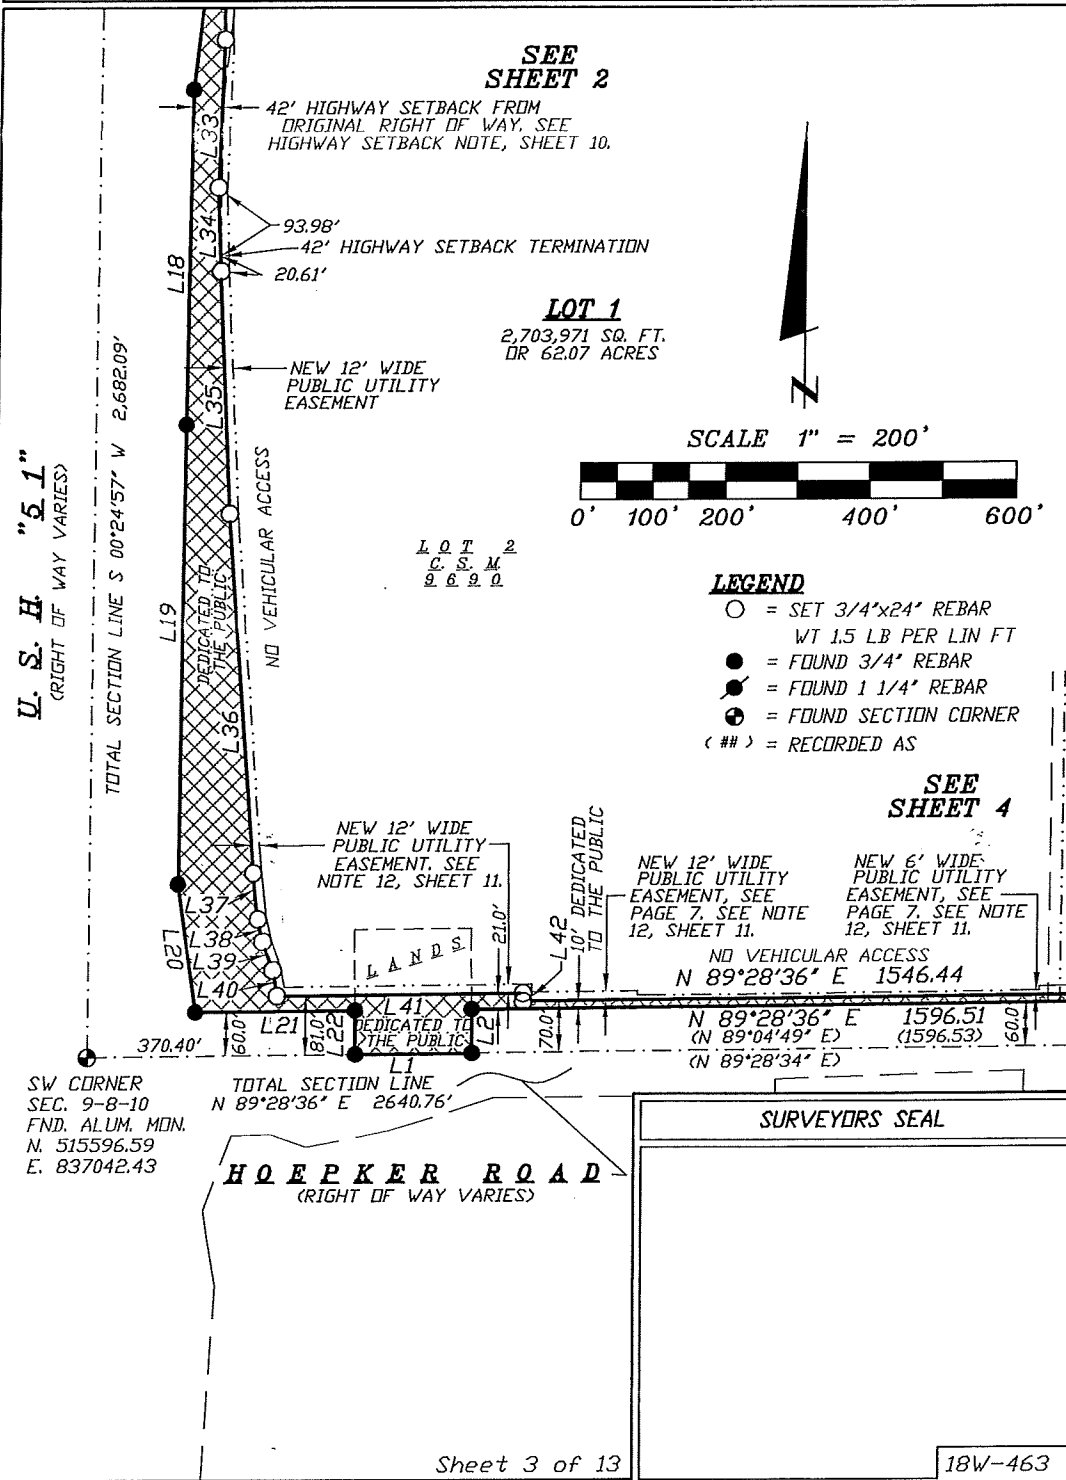 SEE
SHEET 2
42' HIGHWAY SETBACK FROM
ORIGINAL RIGHT OF WAY. SEE
HIGHWAY SETBACK NOTE, SHEET 10.
L33
93.98'
L34
42' HIGHWAY SETBACK TERMINATION
20.61'
L18
LOT 1
2,703,971 SQ. FT.
OR 62.07 ACRES
NEW 12' WIDE
PUBLIC UTILITY
EASEMENT
L35
N
SCALE 1" = 200'
0' 100' 200' 400' 600'
U. S. H. "51"
(RIGHT OF WAY VARIES)
TOTAL SECTION LINE S 00°24'57" W 2,682.09'
NO VEHICULAR ACCESS
LOT 2
C. S. M.
9690
L19
DEDICATED TO
THE PUBLIC
L36
LEGEND
= SET 3/4"x24" REBAR
WT 1.5 LB PER LIN FT
= FOUND 3/4" REBAR
= FOUND 1 1/4" REBAR
= FOUND SECTION CORNER
(##) = RECORDED AS
SEE
SHEET 4
NEW 12' WIDE
PUBLIC UTILITY
EASEMENT. SEE
NOTE 12, SHEET 11.
10' DEDICATED
TO THE PUBLIC
NEW 12' WIDE
PUBLIC UTILITY
EASEMENT, SEE
PAGE 7. SEE NOTE
12, SHEET 11.
NEW 6' WIDE
PUBLIC UTILITY
EASEMENT, SEE
PAGE 7. SEE NOTE
12, SHEET 11.
L37
L38
L39
L40
L20
LANDS
21.0'
L42
NO VEHICULAR ACCESS
N 89°28'36" E 1546.44
L41
L21
L22
L2
DEDICATED TO
THE PUBLIC
L1
370.40'
60.0'
81.0'
70.0'
N 89°28'36" E 1596.51
(N 89°04'49" E) (1596.53)
(N 89°28'34" E)
60.0'
SW CORNER
SEC. 9-8-10
FND. ALUM. MON.
N. 515596.59
E. 837042.43
TOTAL SECTION LINE
N 89°28'36" E 2640.76'
HOEPKER ROAD
(RIGHT OF WAY VARIES)
SURVEYORS SEAL
Sheet 3 of 13
18W-463